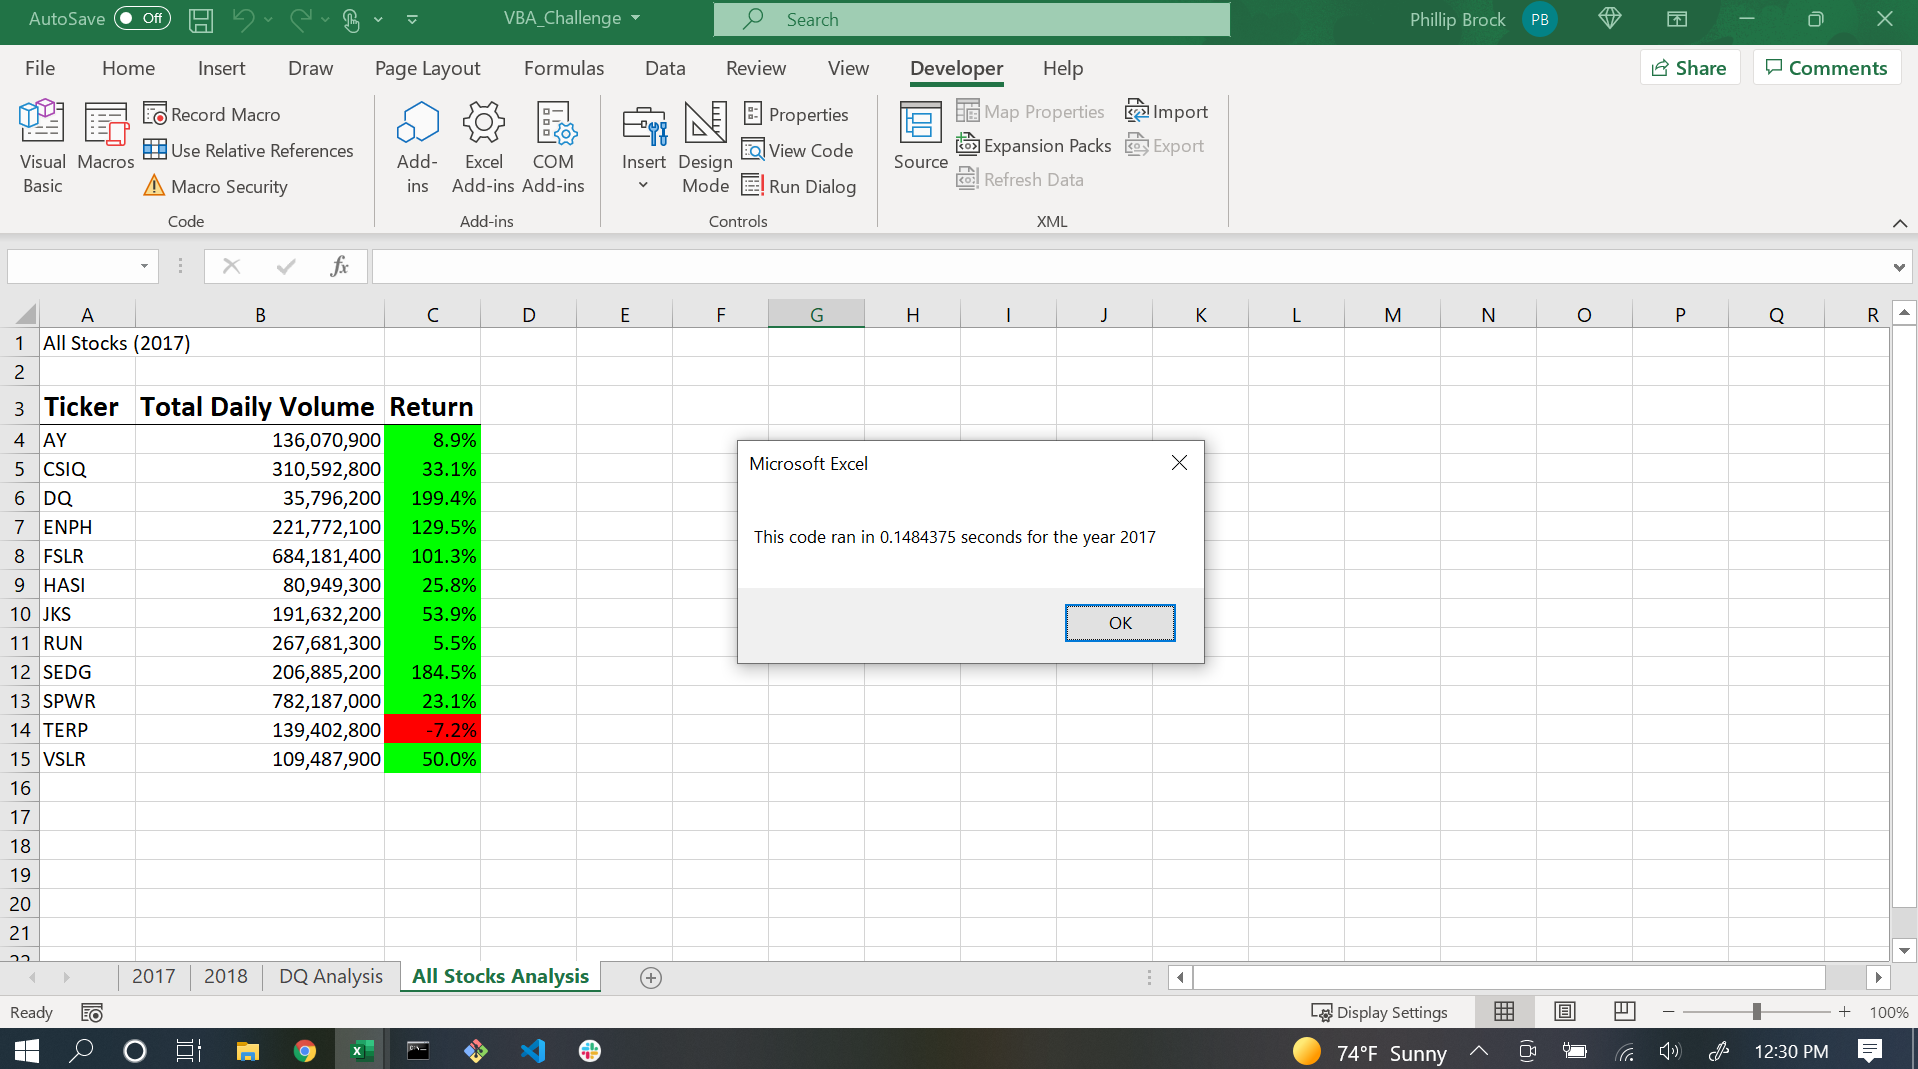 AutoSave Off VBA_Challenge Search Phillip Brock PB
File Home Insert Draw Page Layout Formulas Data Review View Developer Help Share Comments
Visual Basic
Macros
Record Macro
Use Relative References
Macro Security
Code
Add-ins
Excel Add-ins
COM Add-ins
Add-ins
Insert
Design Mode
Properties
View Code
Run Dialog
Controls
Source
Map Properties
Expansion Packs
Refresh Data
Import
Export
XML
fx
A B C D E F G H I J K L M N O P Q R
1 All Stocks (2017)
2
3 Ticker Total Daily Volume Return
4 AY 136,070,900 8.9%
5 CSIQ 310,592,800 33.1%
6 DQ 35,796,200 199.4%
7 ENPH 221,772,100 129.5%
8 FSLR 684,181,400 101.3%
9 HASI 80,949,300 25.8%
10 JKS 191,632,200 53.9%
11 RUN 267,681,300 5.5%
12 SEDG 206,885,200 184.5%
13 SPWR 782,187,000 23.1%
14 TERP 139,402,800 -7.2%
15 VSLR 109,487,900 50.0%
16
17
18
19
20
21
22
Microsoft Excel
This code ran in 0.1484375 seconds for the year 2017
OK
2017 2018 DQ Analysis All Stocks Analysis
Ready Display Settings 100%
74°F Sunny 12:30 PM